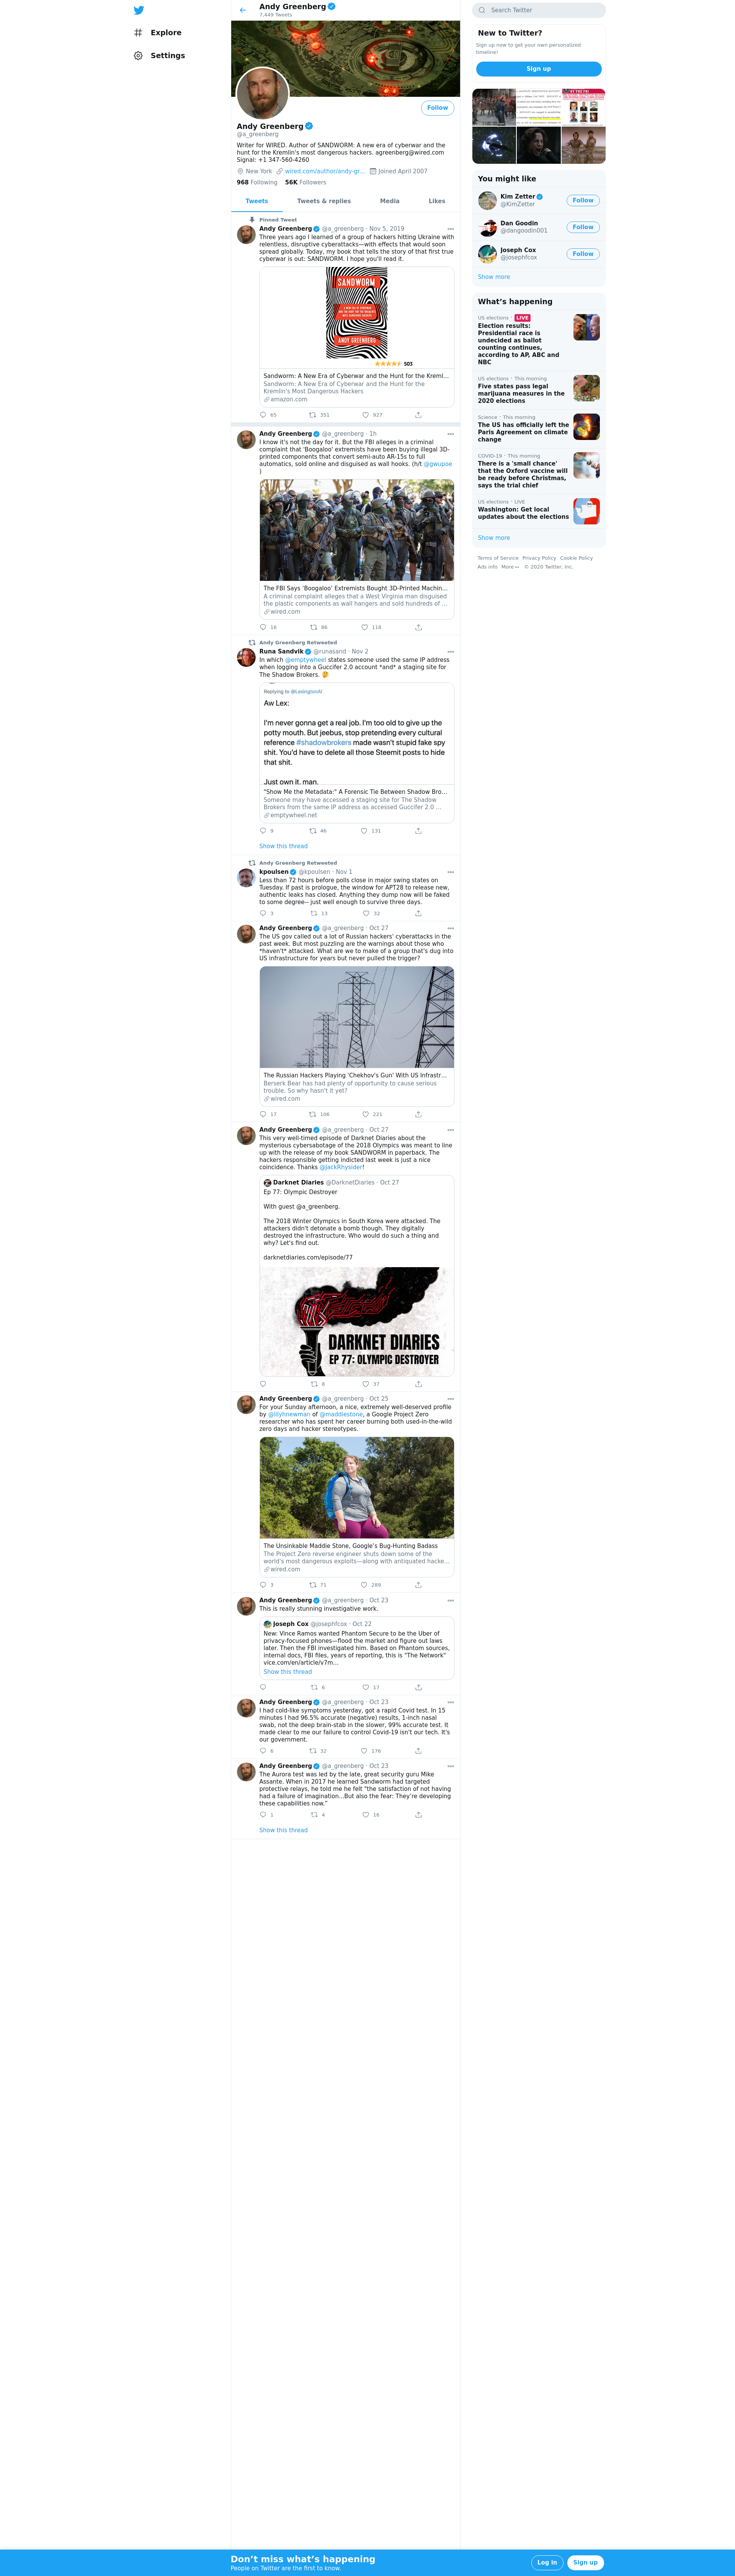 Explore
Settings
Andy Greenberg
7,449 Tweets
Follow
Andy Greenberg
@a_greenberg
Writer for WIRED. Author of SANDWORM: A new era of cyberwar and the
hunt for the Kremlin's most dangerous hackers. agreenberg@wired.com
Signal: +1 347-560-4260
New York wired.com/author/andy-gr... Joined April 2007
968 Following 56K Followers
Tweets Tweets & replies Media Likes
Pinned Tweet
Andy Greenberg @a_greenberg · Nov 5, 2019
Three years ago I learned of a group of hackers hitting Ukraine with
relentless, disruptive cyberattacks—with effects that would soon
spread globally. Today, my book that tells the story of that first true
cyberwar is out: SANDWORM. I hope you'll read it.
SANDWORM
ANDY GREENBERG
503
Sandworm: A New Era of Cyberwar and the Hunt for the Kreml...
Sandworm: A New Era of Cyberwar and the Hunt for the
Kremlin's Most Dangerous Hackers
amazon.com
65 351 927
Andy Greenberg @a_greenberg · 1h
I know it's not the day for it. But the FBI alleges in a criminal
complaint that 'Boogaloo' extremists have been buying illegal 3D-
printed components that convert semi-auto AR-15s to full
automatics, sold online and disguised as wall hooks. (h/t @gwupoe
)
The FBI Says 'Boogaloo' Extremists Bought 3D-Printed Machin...
A criminal complaint alleges that a West Virginia man disguised
the plastic components as wall hangers and sold hundreds of ...
wired.com
16 86 118
Andy Greenberg Retweeted
Runa Sandvik @runasand · Nov 2
In which @emptywheel states someone used the same IP address
when logging into a Guccifer 2.0 account *and* a staging site for
The Shadow Brokers. 🤔
Replying to @LexingtonAl
Aw Lex:
I'm never gonna get a real job. I'm too old to give up the
potty mouth. But jeebus, stop pretending every cultural
reference #shadowbrokers made wasn't stupid fake spy
shit. You'd have to delete all those Steemit posts to hide
that shit.
Just own it, man.
"Show Me the Metadata:" A Forensic Tie Between Shadow Bro...
Someone may have accessed a staging site for The Shadow
Brokers from the same IP address as accessed Guccifer 2.0 ...
emptywheel.net
9 46 131
Show this thread
Andy Greenberg Retweeted
kpoulsen @kpoulsen · Nov 1
Less than 72 hours before polls close in major swing states on
Tuesday. If past is prologue, the window for APT28 to release new,
authentic leaks has closed. Anything they dump now will be faked
to some degree-- just well enough to survive three days.
3 13 32
Andy Greenberg @a_greenberg · Oct 27
The US gov called out a lot of Russian hackers' cyberattacks in the
past week. But most puzzling are the warnings about those who
*haven't* attacked. What are we to make of a group that's dug into
US infrastructure for years but never pulled the trigger?
The Russian Hackers Playing 'Chekhov's Gun' With US Infrastr...
Berserk Bear has had plenty of opportunity to cause serious
trouble. So why hasn't it yet?
wired.com
17 106 221
Andy Greenberg @a_greenberg · Oct 27
This very well-timed episode of Darknet Diaries about the
mysterious cybersabotage of the 2018 Olympics was meant to line
up with the release of my book SANDWORM in paperback. The
hackers responsible getting indicted last week is just a nice
coincidence. Thanks @JackRhysider!
Darknet Diaries @DarknetDiaries · Oct 27
Ep 77: Olympic Destroyer
With guest @a_greenberg.
The 2018 Winter Olympics in South Korea were attacked. The
attackers didn't detonate a bomb though. They digitally
destroyed the infrastructure. Who would do such a thing and
why? Let's find out.
darknetdiaries.com/episode/77
DARKNET DIARIES
EP 77: OLYMPIC DESTROYER
8 37
Andy Greenberg @a_greenberg · Oct 25
For your Sunday afternoon, a nice, extremely well-deserved profile
by @lilyhnewman of @maddiestone, a Google Project Zero
researcher who has spent her career burning both used-in-the-wild
zero days and hacker stereotypes.
The Unsinkable Maddie Stone, Google's Bug-Hunting Badass
The Project Zero reverse engineer shuts down some of the
world's most dangerous exploits—along with antiquated hacke...
wired.com
3 71 289
Andy Greenberg @a_greenberg · Oct 23
This is really stunning investigative work.
Joseph Cox @josephfcox · Oct 22
New: Vince Ramos wanted Phantom Secure to be the Uber of
privacy-focused phones—flood the market and figure out laws
later. Then the FBI investigated him. Based on Phantom sources,
internal docs, FBI files, years of reporting, this is "The Network"
vice.com/en/article/v7m...
Show this thread
6 17
Andy Greenberg @a_greenberg · Oct 23
I had cold-like symptoms yesterday, got a rapid Covid test. In 15
minutes I had 96.5% accurate (negative) results, 1-inch nasal
swab, not the deep brain-stab in the slower, 99% accurate test. It
made clear to me our failure to control Covid-19 isn't our tech. It's
our government.
6 32 176
Andy Greenberg @a_greenberg · Oct 23
The Aurora test was led by the late, great security guru Mike
Assante. When in 2017 he learned Sandworm had targeted
protective relays, he told me he felt "the satisfaction of not having
had a failure of imagination...But also the fear: They're developing
these capabilities now."
1 4 16
Show this thread
Search Twitter
New to Twitter?
Sign up now to get your own personalized
timeline!
Sign up
You might like
Kim Zetter
@KimZetter
Follow
Dan Goodin
@dangoodin001
Follow
Joseph Cox
@josephfcox
Follow
Show more
What's happening
US elections · LIVE
Election results:
Presidential race is
undecided as ballot
counting continues,
according to AP, ABC and
NBC
US elections · This morning
Five states pass legal
marijuana measures in the
2020 elections
Science · This morning
The US has officially left the
Paris Agreement on climate
change
COVID-19 · This morning
There is a 'small chance'
that the Oxford vaccine will
be ready before Christmas,
says the trial chief
US elections · LIVE
Washington: Get local
updates about the elections
Show more
Terms of Service Privacy Policy Cookie Policy
Ads info More © 2020 Twitter, Inc.
Don't miss what's happening
People on Twitter are the first to know.
Log in
Sign up